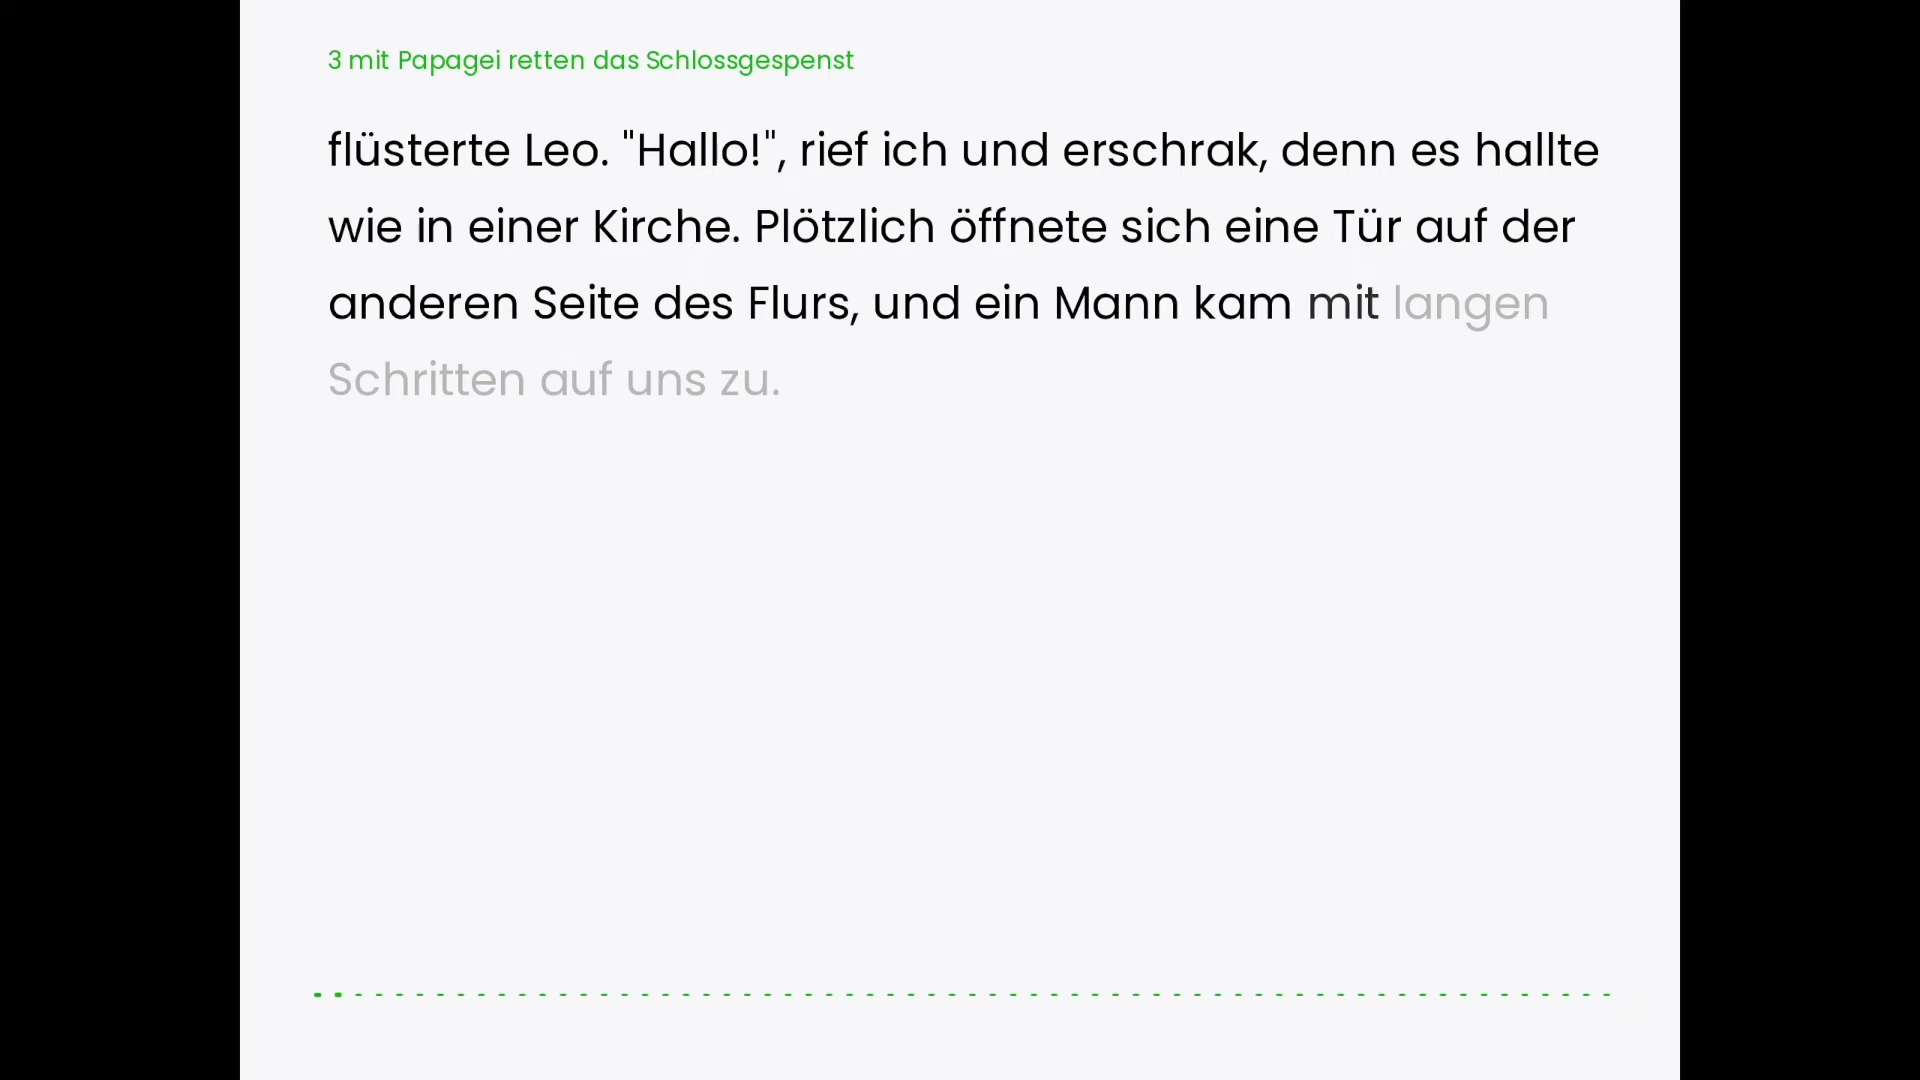 3 mit Papagei retten das Schlossgespenst
flüsterte Leo. "Hallo!", rief ich und erschrak, denn es hallte
wie in einer Kirche. Plötzlich öffnete sich eine Tür auf der
anderen Seite des Flurs, und ein Mann kam mit langen
Schritten auf uns zu.